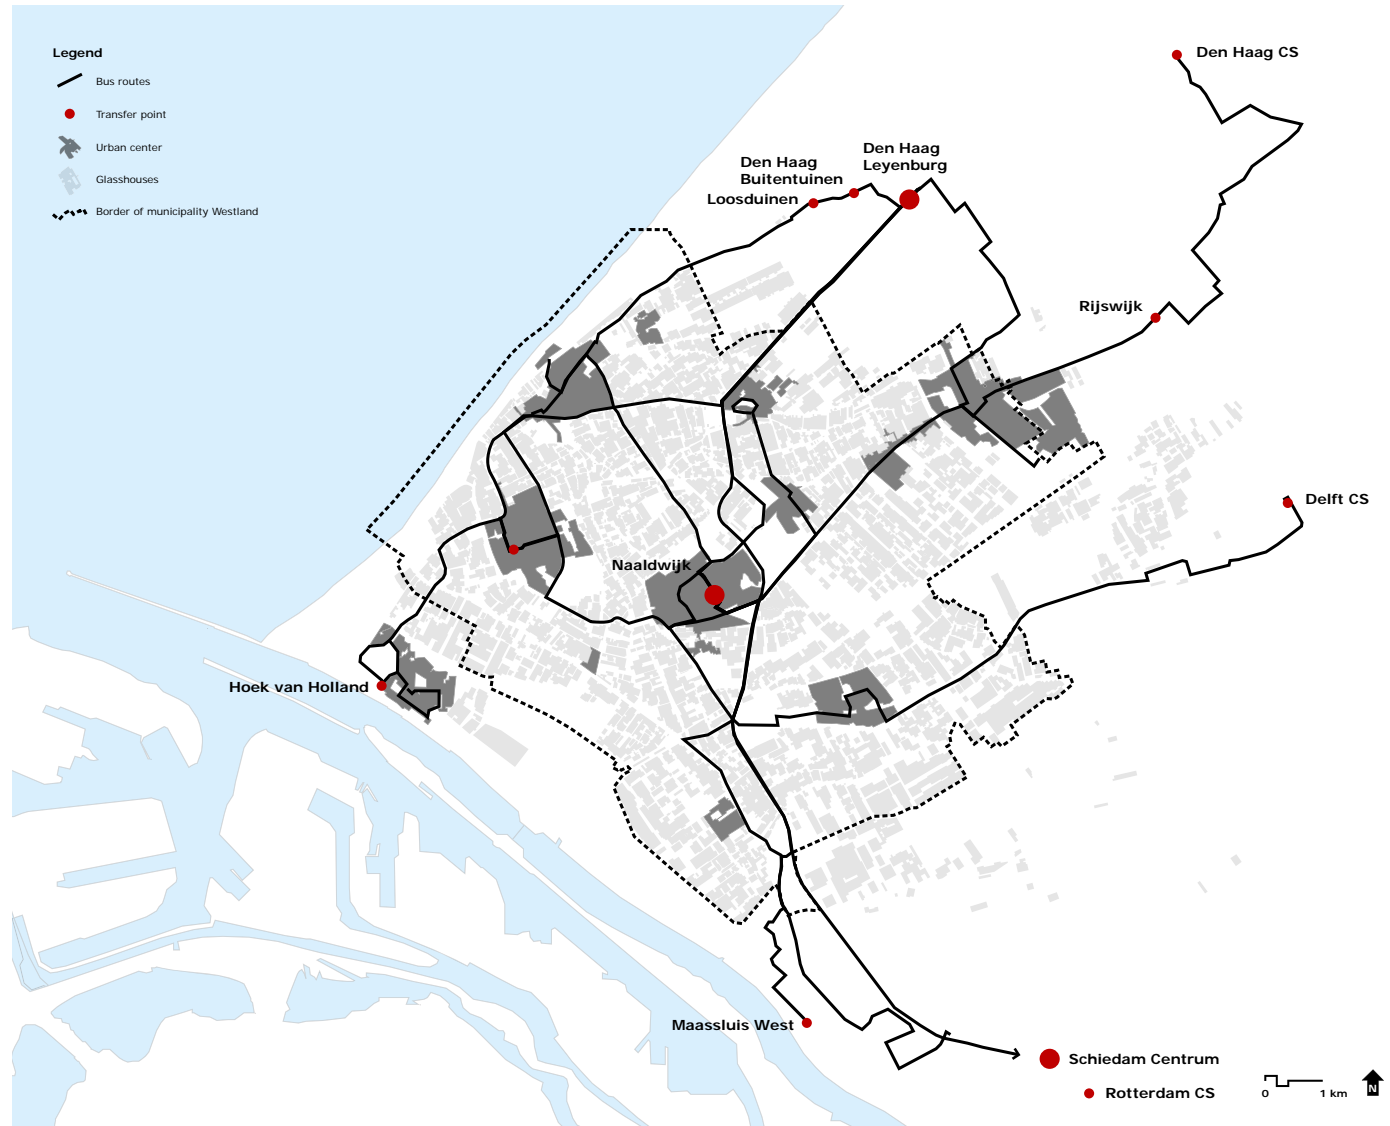 Legend
Bus routes
Transfer point
Urban center
Glasshouses
Border of municipality Westland
Den Haag CS
Den Haag
Leyenburg
Den Haag
Buitentuinen
Loosduinen
Rijswijk
Delft CS
Naaldwijk
Hoek van Holland
Maassluis West
Schiedam Centrum
Rotterdam CS
0 1 km
N